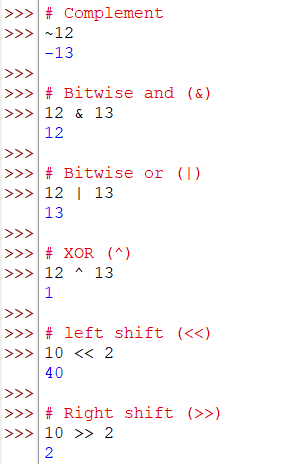 >>> # Complement
>>> ~12
-13
>>>
>>> # Bitwise and (&)
>>> 12 & 13
12
>>>
>>> # Bitwise or (|)
>>> 12 | 13
13
>>>
>>> # XOR (^)
>>> 12 ^ 13
1
>>>
>>> # left shift (<<)
>>> 10 << 2
40
>>>
>>> # Right shift (>>)
>>> 10 >> 2
2